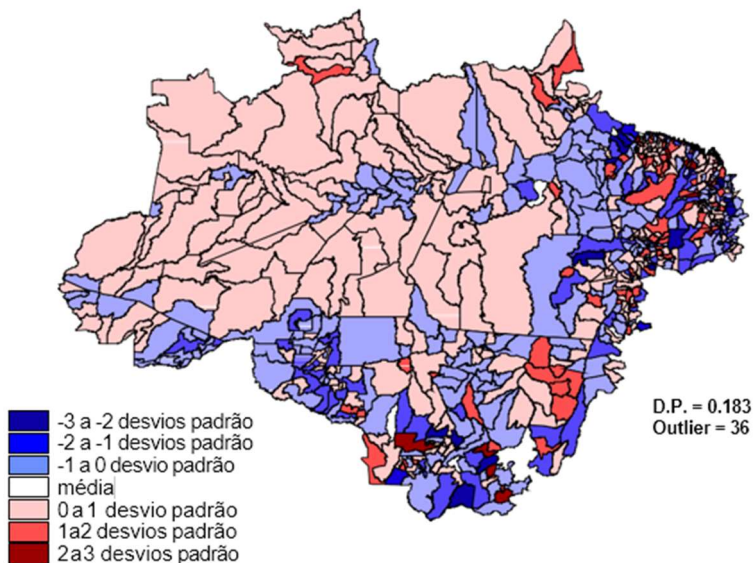 -3 a -2 desvios padrão
-2 a -1 desvios padrão
-1 a 0 desvio padrão
média
0 a 1 desvio padrão
1a2 desvios padrão
2a3 desvios padrão
D.P. = 0.183
Outlier = 36